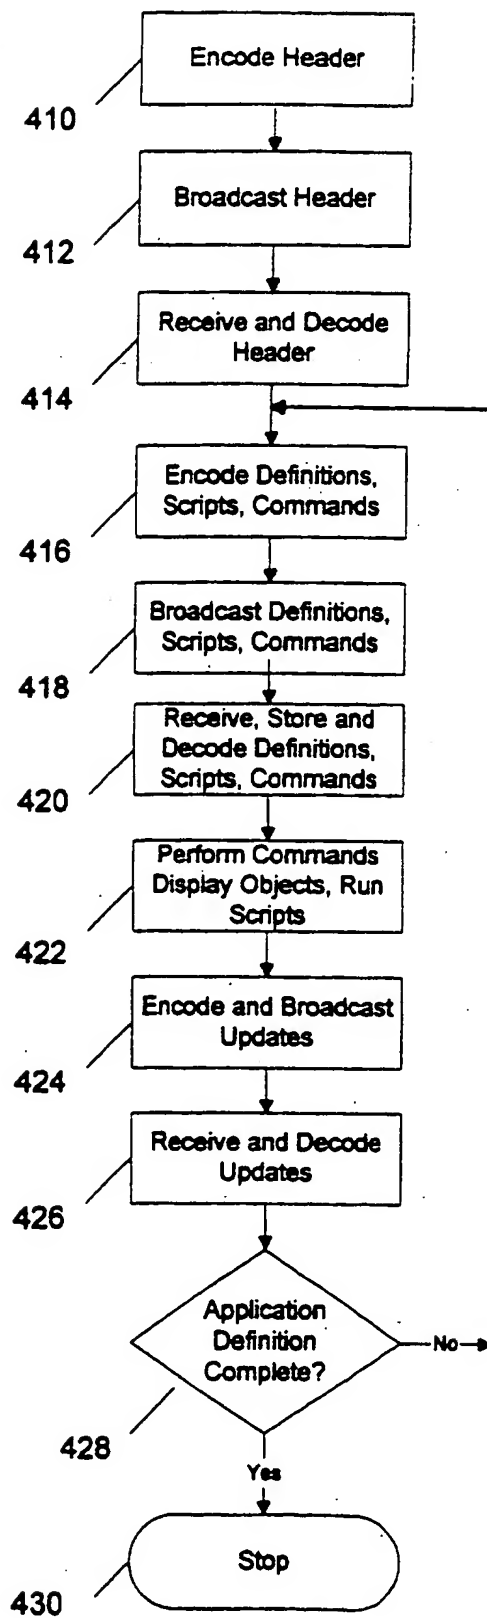 Encode Header
410
Broadcast Header
412
Receive and Decode
Header
414
Encode Definitions,
Scripts, Commands
416
Broadcast Definitions,
Scripts, Commands
418
Receive, Store and
Decode Definitions,
Scripts, Commands
420
Perform Commands
Display Objects, Run
Scripts
422
Encode and Broadcast
Updates
424
Receive and Decode
Updates
426
Application
Definition
Complete?
No
428
Yes
Stop
430